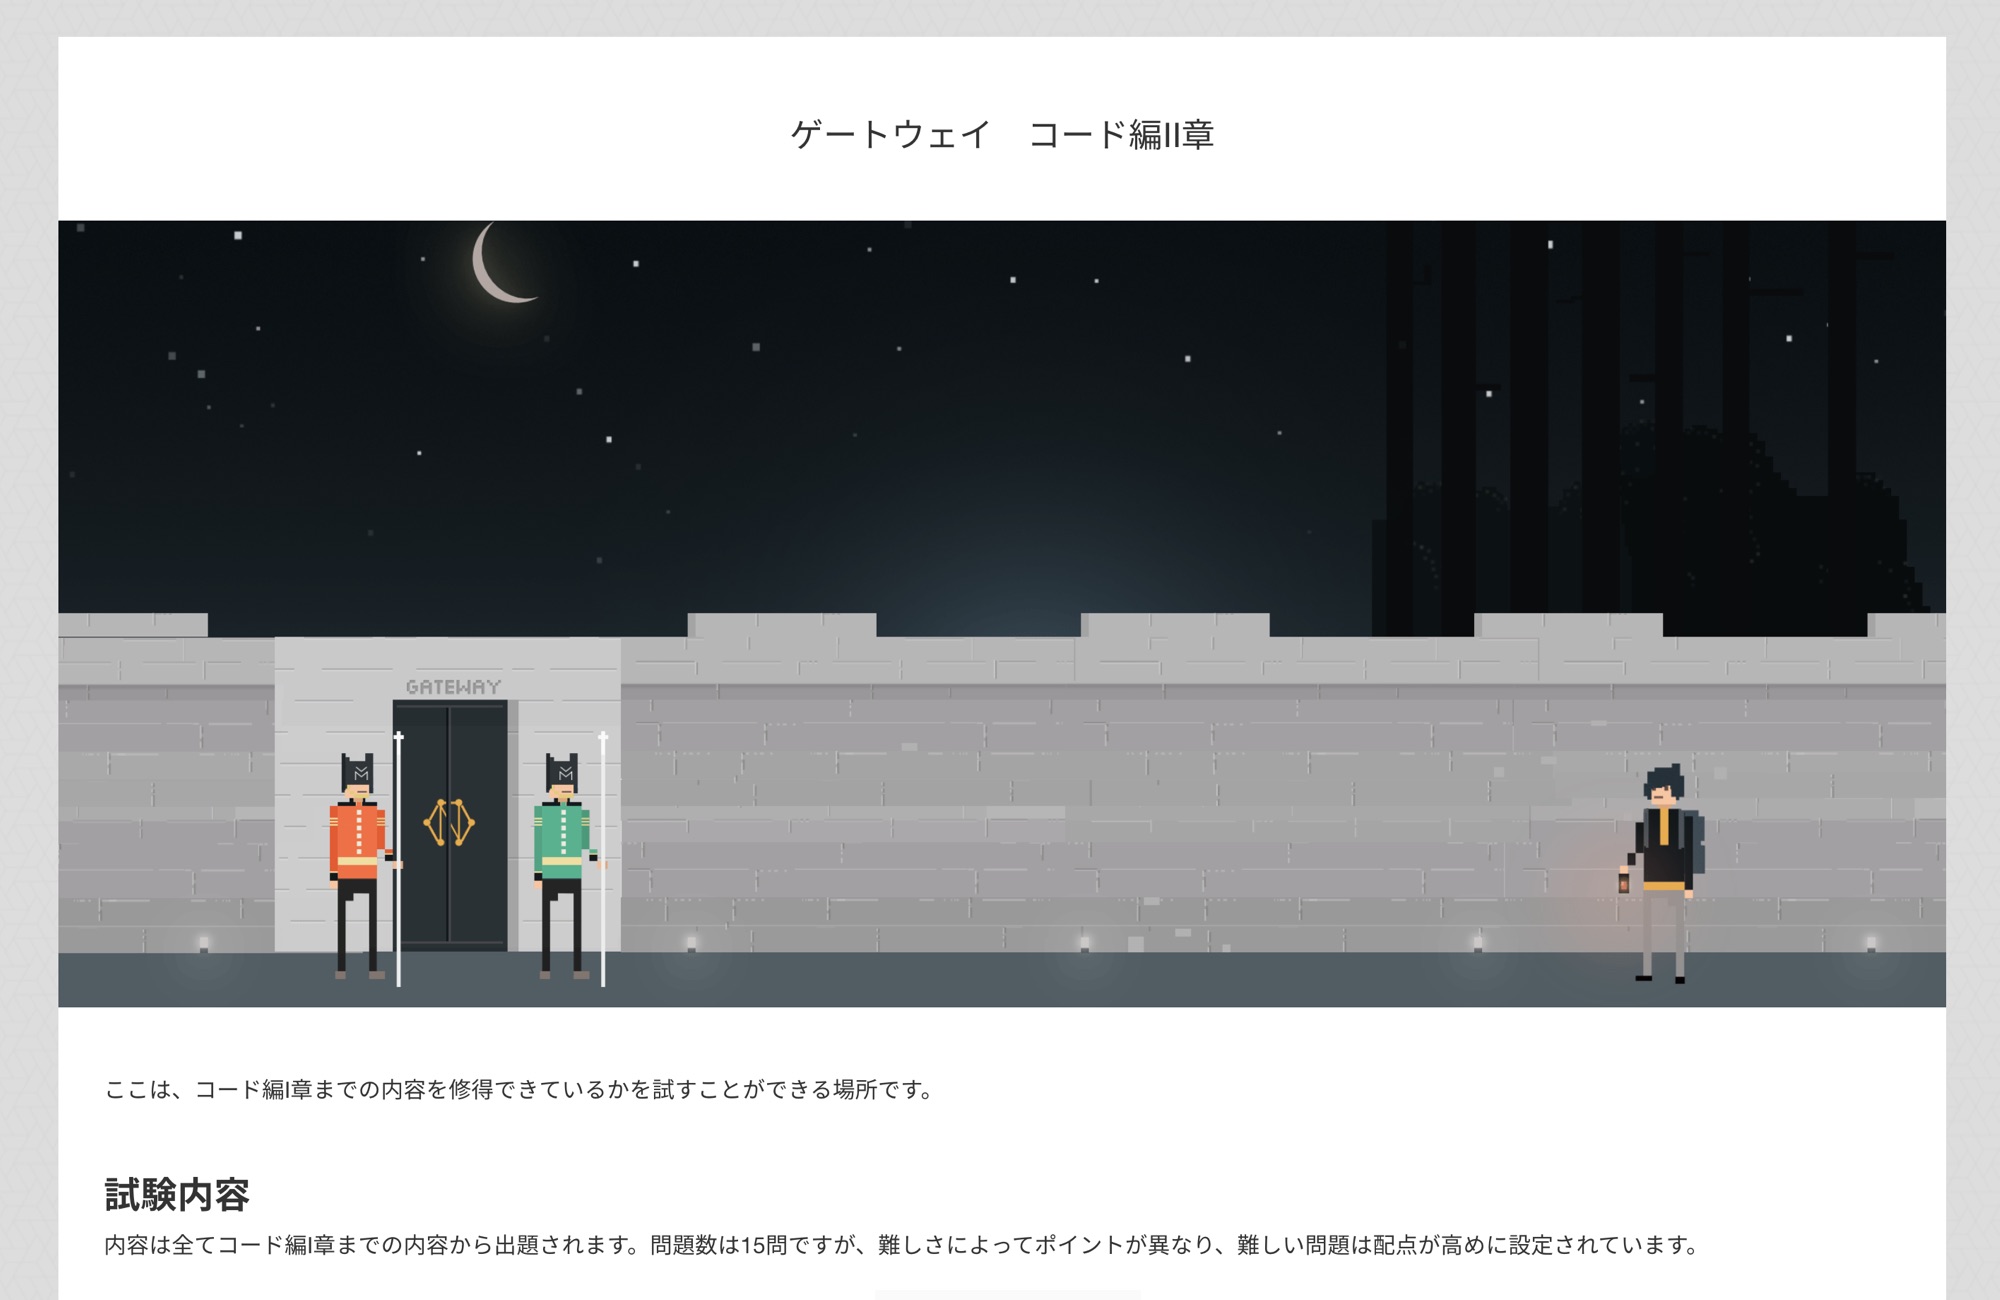 ゲートウェイ　コード編II章
GATEWAY
M
M
ここは、コード編I章までの内容を修得できているかを試すことができる場所です。
試験内容
内容は全てコード編I章までの内容から出題されます。問題数は15問ですが、難しさによってポイントが異なり、難しい問題は配点が高めに設定されています。